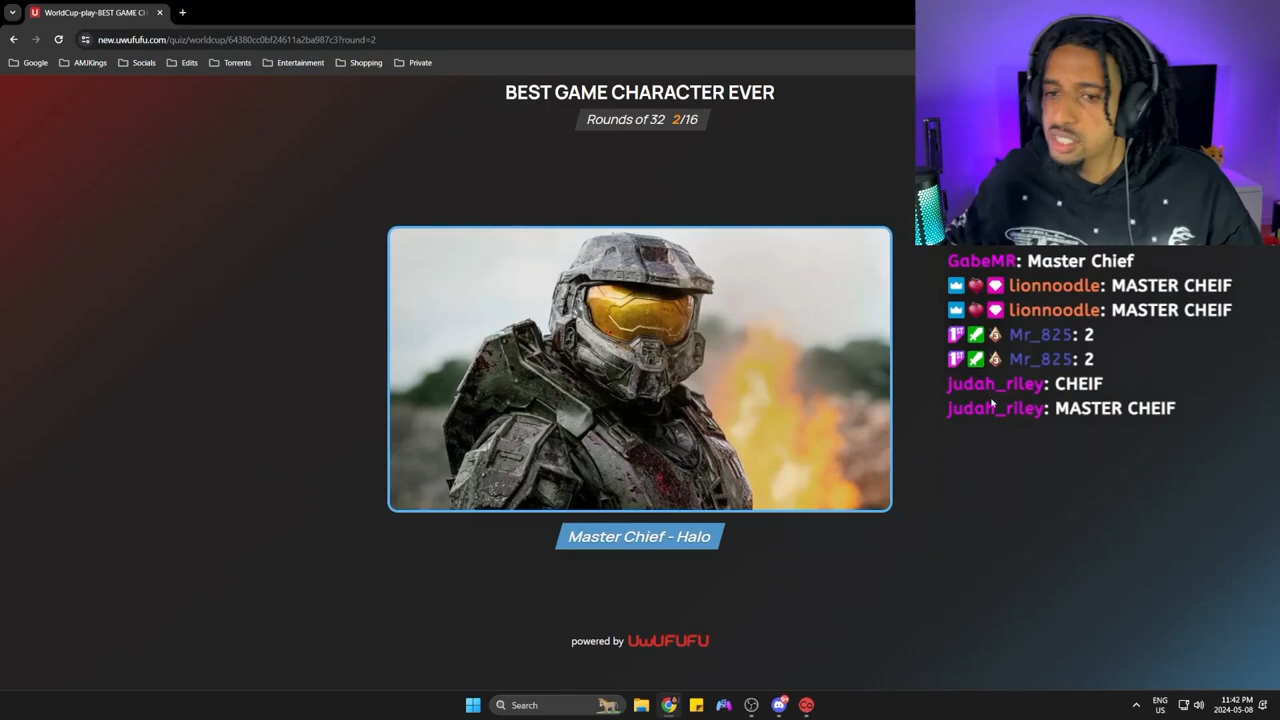 WorldCup-play-BEST GAME CH
new.uwufufu.com/quiz/worldcup/64380cc0bf24611a2ba987c3?round=2
Google
AMJKings
Socials
Edits
Torrents
Entertainment
Shopping
Private
BEST GAME CHARACTER EVER
Rounds of 32 2/16
GabeMR: Master Chief
lionnoodle: MASTER CHEIF
lionnoodle: MASTER CHEIF
Mr_825: 2
Mr_825: 2
judah_riley: CHEIF
judah_riley: MASTER CHEIF
Master Chief - Halo
powered by UwUFUFU
Search
ENG
US
11:42 PM
2024-05-08